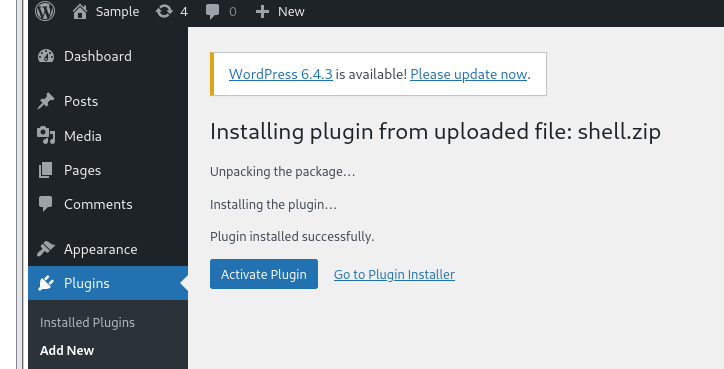 Sample 4 0 New
Dashboard
WordPress 6.4.3 is available! Please update now.
Posts
Media
Pages
Comments
Appearance
Plugins
Installed Plugins
Add New
Installing plugin from uploaded file: shell.zip
Unpacking the package…
Installing the plugin…
Plugin installed successfully.
Activate Plugin Go to Plugin Installer